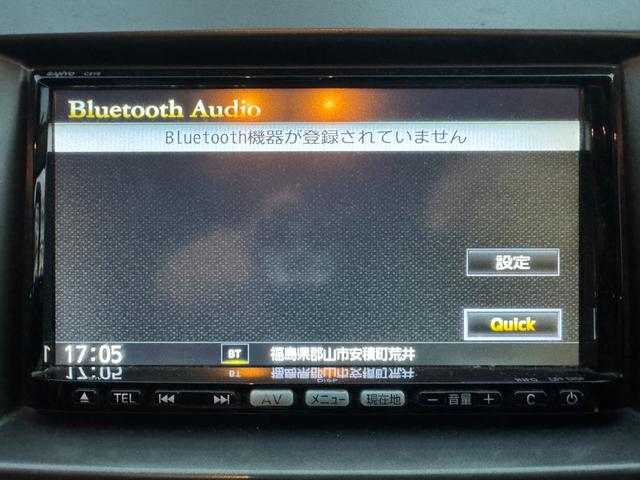 SANYO
Bluetooth Audio
Bluetooth機器が登録されていません
設定
Quick
17:05 BT 福島県郡山市安積町荒井
TEL AV メニュー 現在地 − 音量 + C